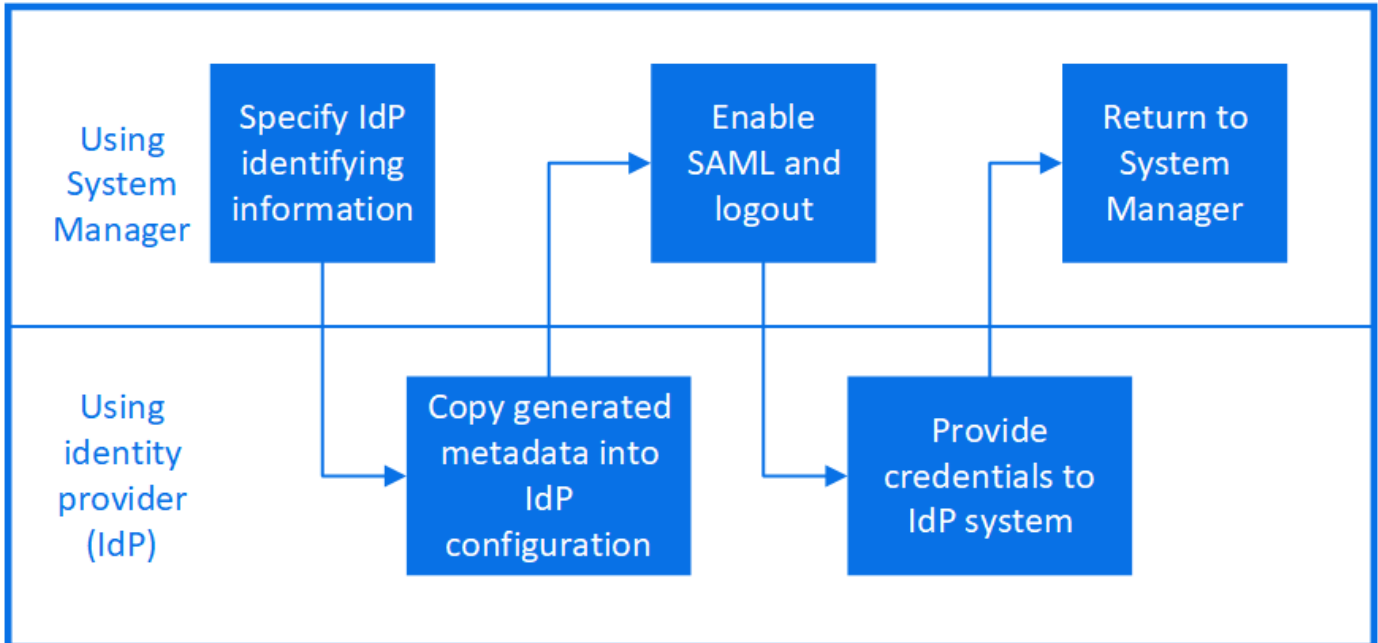 Using
System
Manager
Specify IdP
identifying
information
Enable
SAML and
logout
Return to
System
Manager
Using
identity
provider
(IdP)
Copy generated
metadata into
IdP
configuration
Provide
credentials to
IdP system